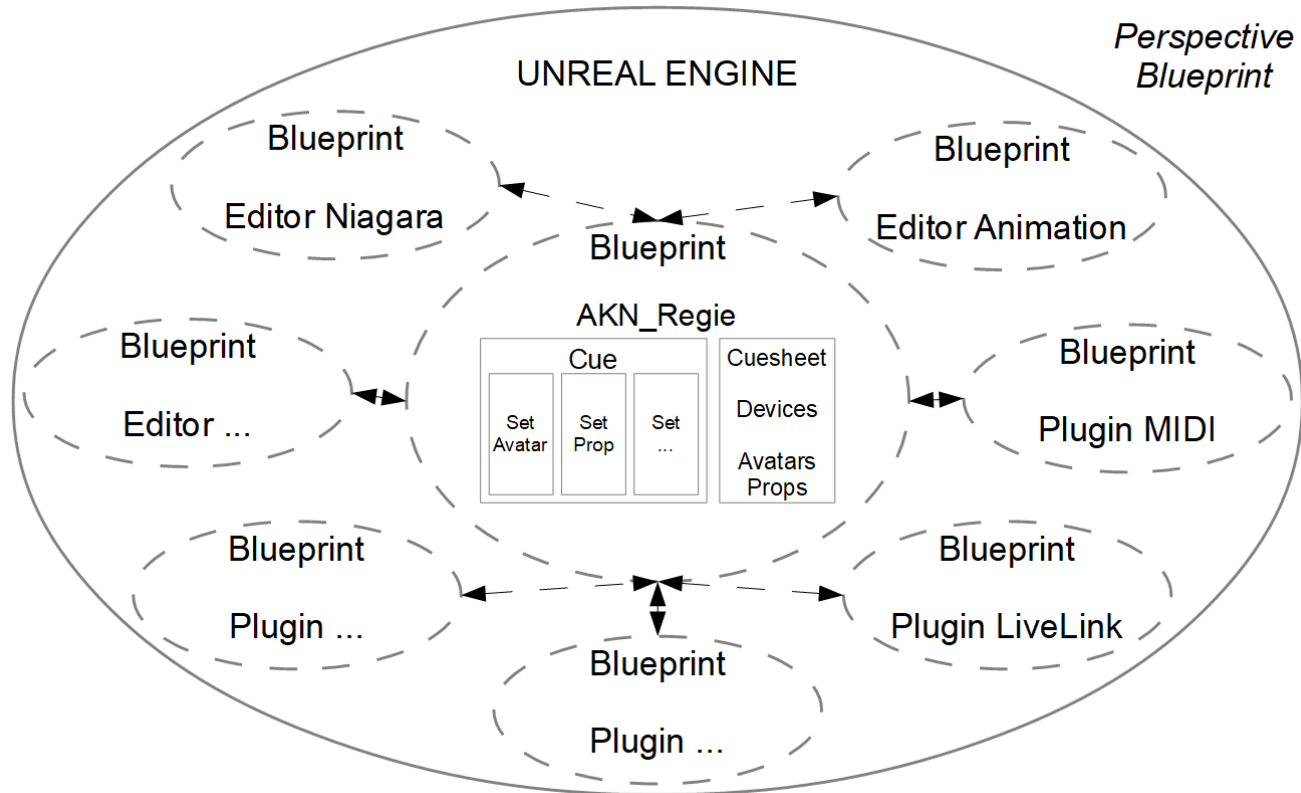 Perspective
Blueprint
UNREAL ENGINE
Blueprint
Editor Niagara
Blueprint
Editor Animation
Blueprint
AKN_Regie
Cue
Set
Avatar
Set
Prop
Set
...
Cuesheet
Devices
Avatars
Props
Blueprint
Editor ...
Blueprint
Plugin MIDI
Blueprint
Plugin ...
Blueprint
Plugin LiveLink
Blueprint
Plugin ...